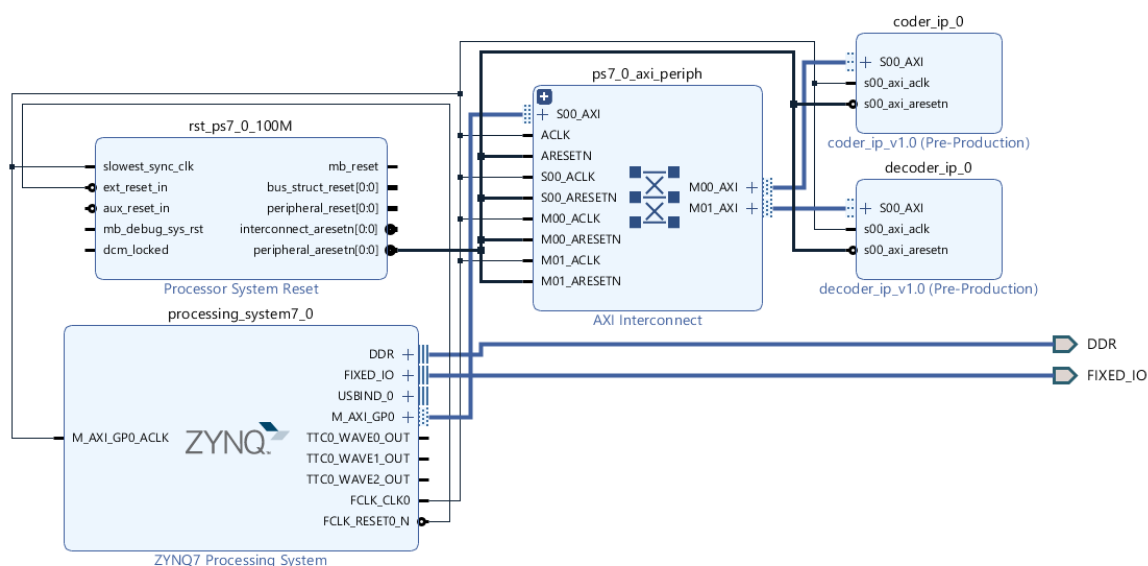 coder_ip_0
S00_AXI
s00_axi_aclk
s00_axi_aresetn
coder_ip_v1.0 (Pre-Production)
ps7_0_axi_periph
S00_AXI
ACLK
ARESETN
S00_ACLK
S00_ARESETN
M00_ACLK
M00_ARESETN
M01_ACLK
M01_ARESETN
M00_AXI
M01_AXI
AXI Interconnect
rst_ps7_0_100M
slowest_sync_clk
ext_reset_in
aux_reset_in
mb_debug_sys_rst
dcm_locked
mb_reset
bus_struct_reset[0:0]
peripheral_reset[0:0]
interconnect_aresetn[0:0]
peripheral_aresetn[0:0]
Processor System Reset
decoder_ip_0
S00_AXI
s00_axi_aclk
s00_axi_aresetn
decoder_ip_v1.0 (Pre-Production)
processing_system7_0
M_AXI_GP0_ACLK
ZYNQ
DDR
FIXED_IO
USBIND_0
M_AXI_GP0
TTC0_WAVE0_OUT
TTC0_WAVE1_OUT
TTC0_WAVE2_OUT
FCLK_CLK0
FCLK_RESET0_N
ZYNQ7 Processing System
DDR
FIXED_IO